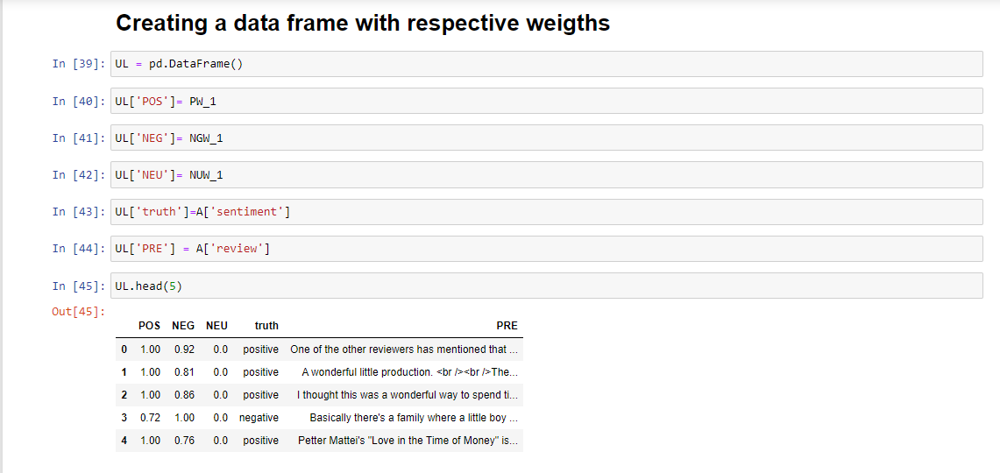 Creating a data frame with respective weigths
In [39]: UL = pd.DataFrame()
In [40]: UL['POS']= PW_1
In [41]: UL['NEG']= NGW_1
In [42]: UL['NEU']= NUW_1
In [43]: UL['truth']=A['sentiment']
In [44]: UL['PRE'] = A['review']
In [45]: UL.head(5)
Out[45]:
POS NEG NEU truth PRE
0 1.00 0.92 0.0 positive One of the other reviewers has mentioned that ...
1 1.00 0.81 0.0 positive A wonderful little production. <br /><br />The...
2 1.00 0.86 0.0 positive I thought this was a wonderful way to spend ti...
3 0.72 1.00 0.0 negative Basically there's a family where a little boy ...
4 1.00 0.76 0.0 positive Petter Mattei's "Love in the Time of Money" is...